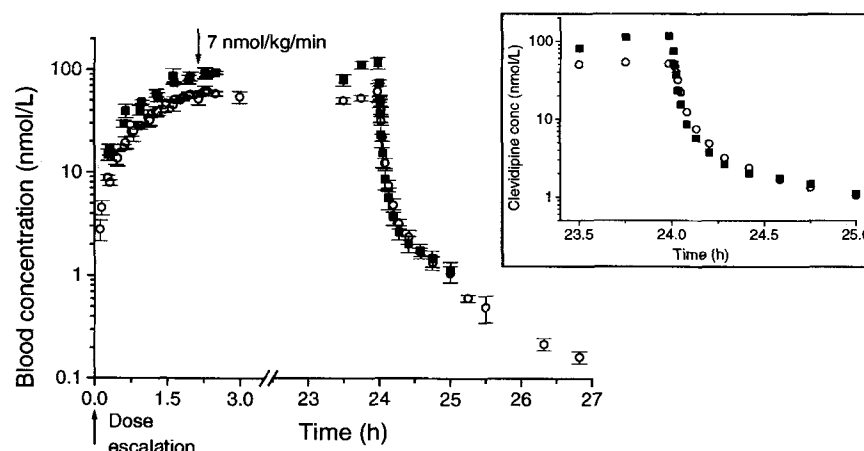 7 nmol/kg/min
Blood concentration (nmol/L)
100
10
1
0.1
0.0
1.5
3.0
23
24
25
26
27
Time (h)
Dose
escalation
Clevidipine conc (nmol/L)
100
10
1
23.5
24.0
24.5
25.0
Time (h)